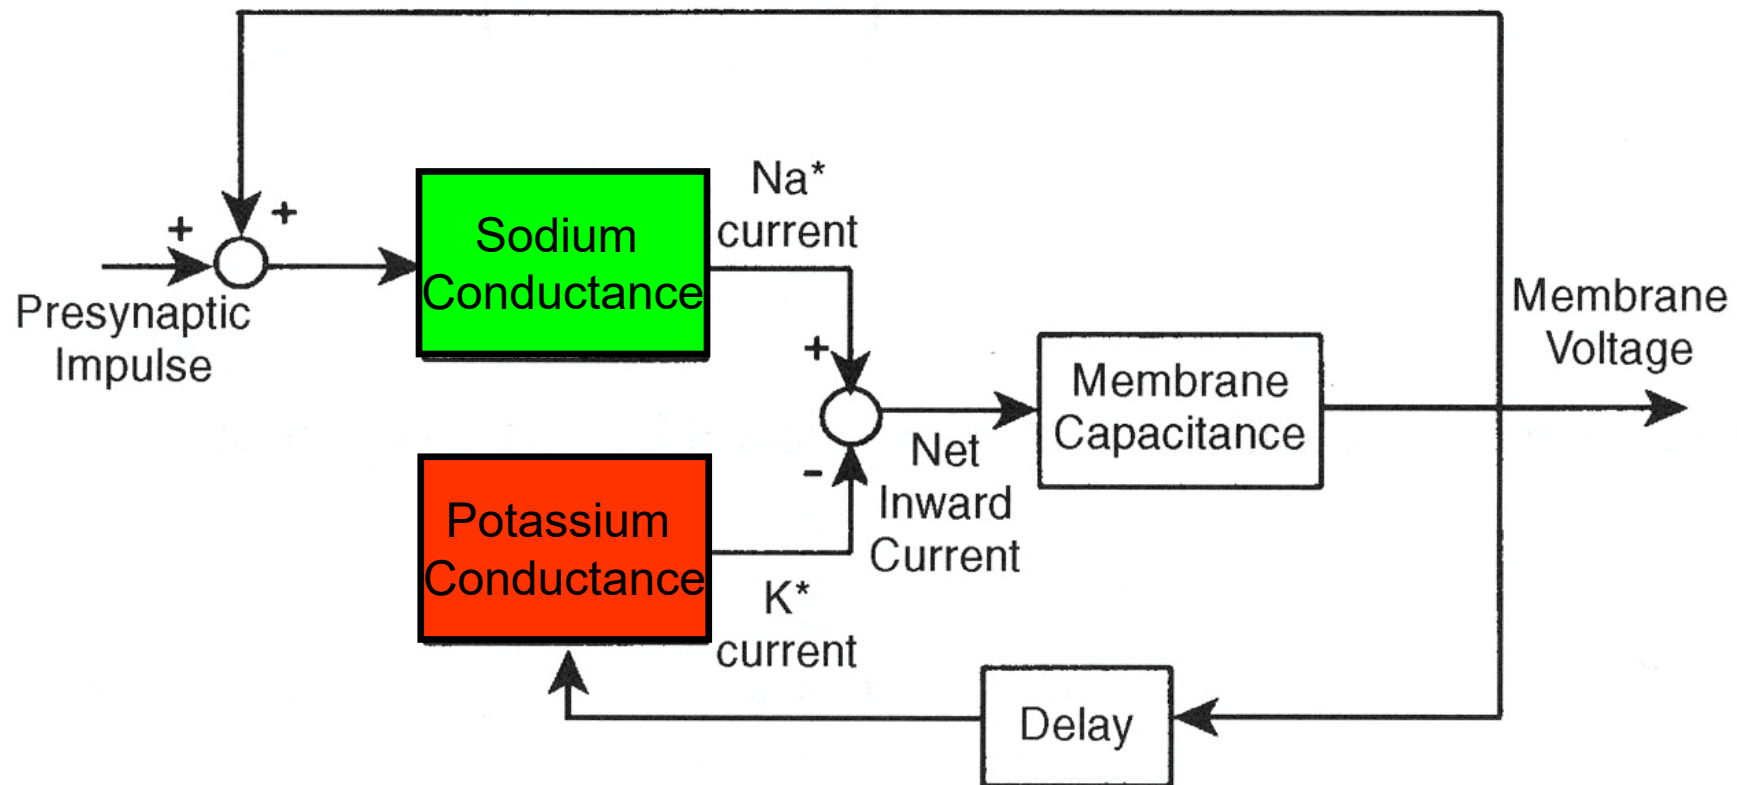 +
+
Presynaptic
Impulse
Sodium
Conductance
Na*
current
+
-
Potassium
Conductance
K*
current
Net
Inward
Current
Membrane
Capacitance
Membrane
Voltage
Delay